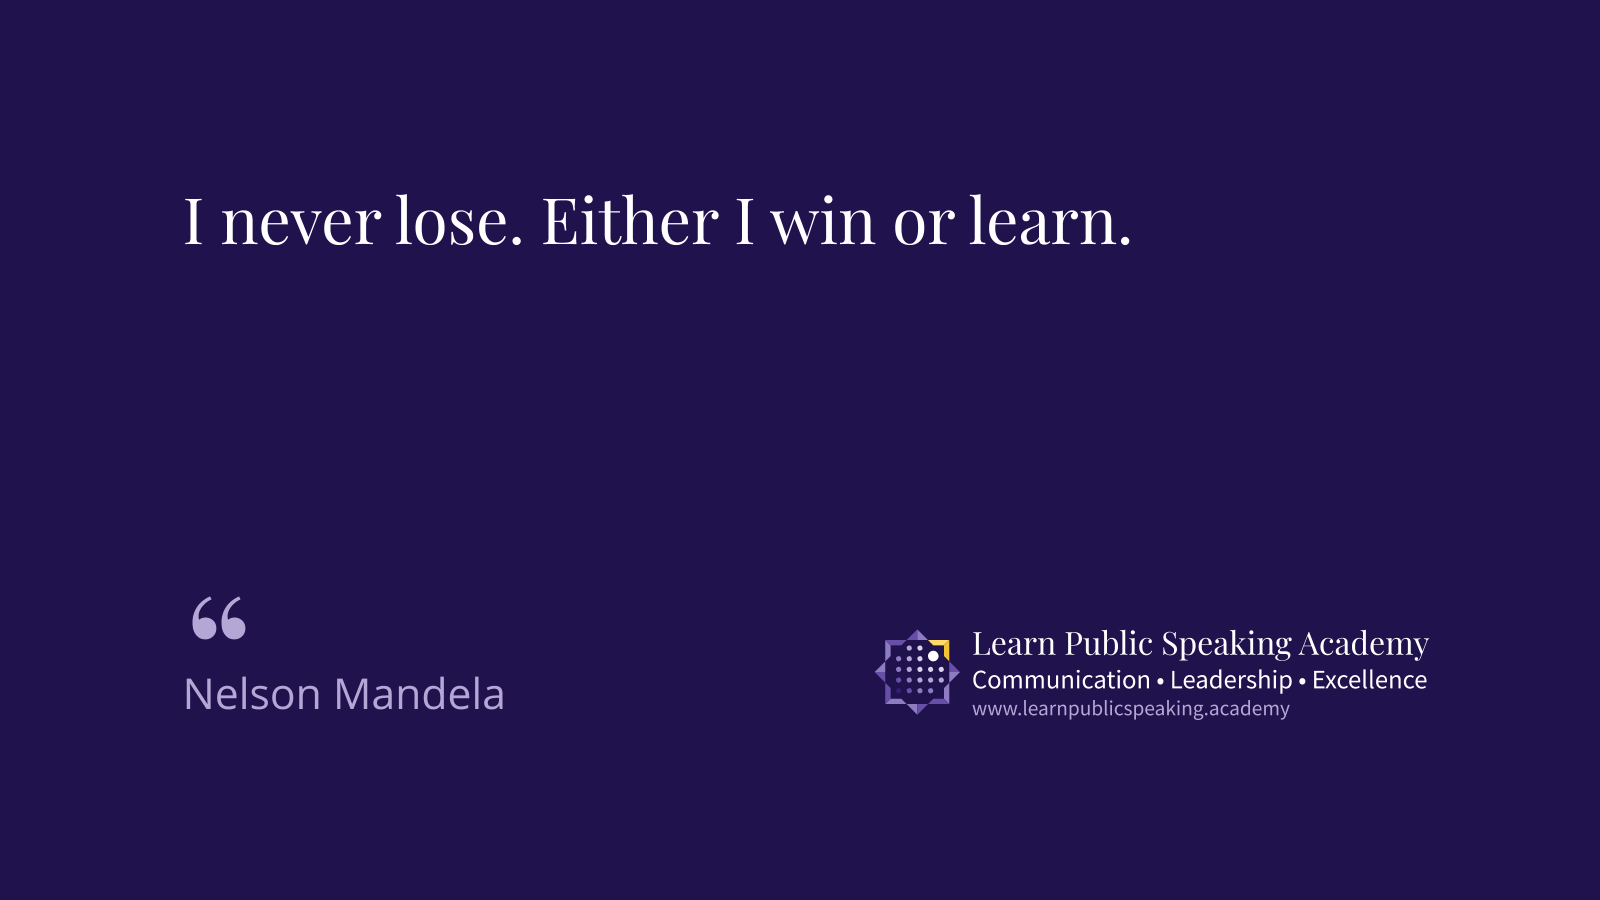 I never lose. Either I win or learn.
“
Nelson Mandela
Learn Public Speaking Academy
Communication • Leadership • Excellence
www.learnpublicspeaking.academy